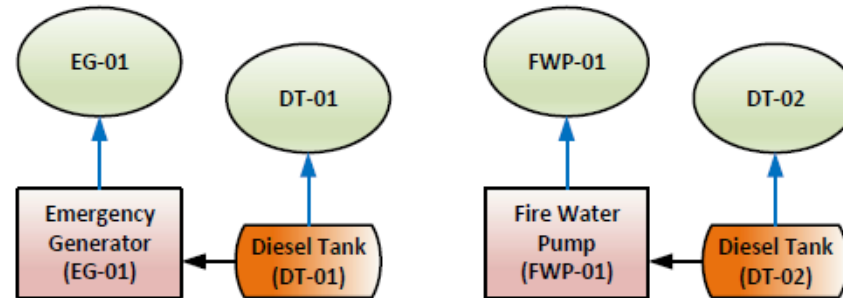 EG-01
DT-01
Emergency
Generator
(EG-01)
Diesel Tank
(DT-01)
FWP-01
DT-02
Fire Water
Pump
(FWP-01)
Diesel Tank
(DT-02)